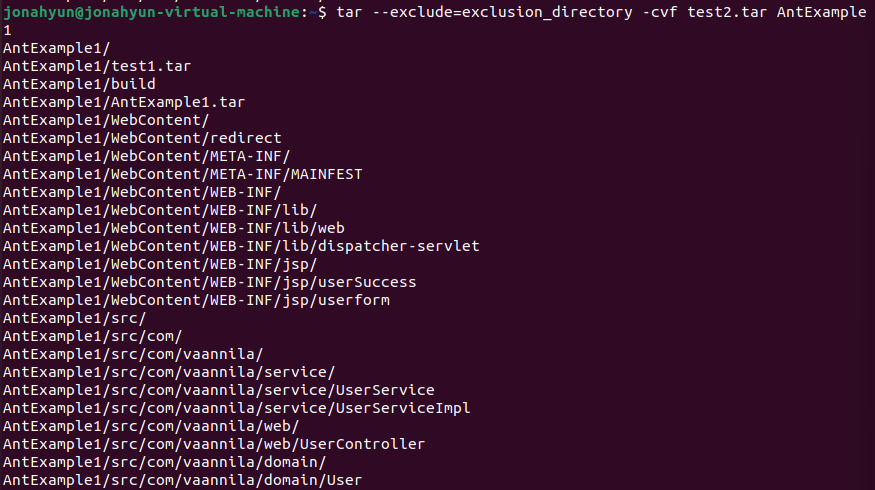 jonahyun@jonahyun-virtual-machine:~$ tar --exclude=exclusion_directory -cvf test2.tar AntExample
1
AntExample1/
AntExample1/test1.tar
AntExample1/build
AntExample1/AntExample1.tar
AntExample1/WebContent/
AntExample1/WebContent/redirect
AntExample1/WebContent/META-INF/
AntExample1/WebContent/META-INF/MAINFEST
AntExample1/WebContent/WEB-INF/
AntExample1/WebContent/WEB-INF/lib/
AntExample1/WebContent/WEB-INF/lib/web
AntExample1/WebContent/WEB-INF/lib/dispatcher-servlet
AntExample1/WebContent/WEB-INF/jsp/
AntExample1/WebContent/WEB-INF/jsp/userSuccess
AntExample1/WebContent/WEB-INF/jsp/userform
AntExample1/src/
AntExample1/src/com/
AntExample1/src/com/vaannila/
AntExample1/src/com/vaannila/service/
AntExample1/src/com/vaannila/service/UserService
AntExample1/src/com/vaannila/service/UserServiceImpl
AntExample1/src/com/vaannila/web/
AntExample1/src/com/vaannila/web/UserController
AntExample1/src/com/vaannila/domain/
AntExample1/src/com/vaannila/domain/User